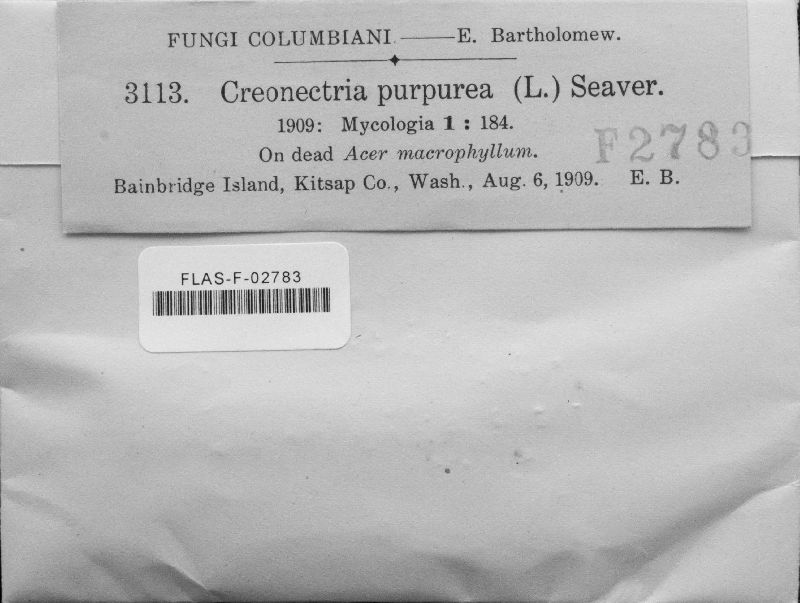 FUNGI COLUMBIANI ——— E. Bartholomew.
3113. Creonectria purpurea (L.) Seaver.
1909: Mycologia 1 : 184.
On dead Acer macrophyllum.
F2783
Bainbridge Island, Kitsap Co., Wash., Aug. 6, 1909. E. B.
FLAS-F-02783